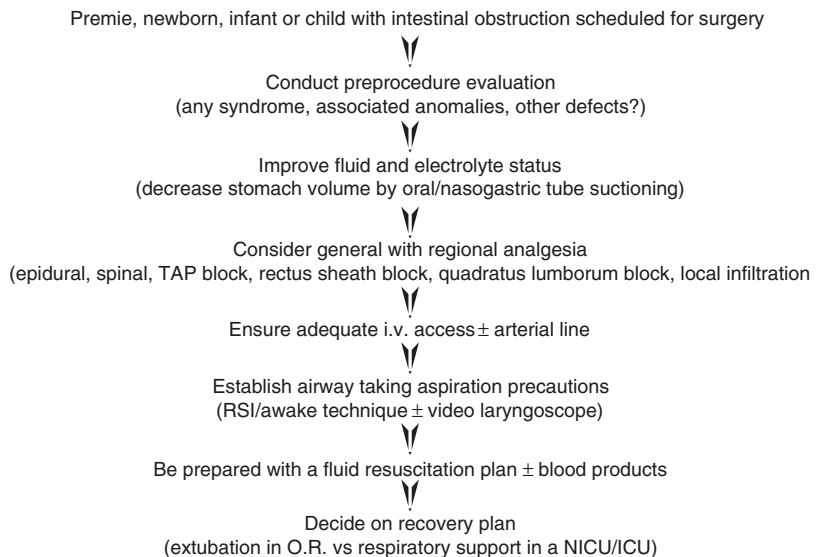 Premie, newborn, infant or child with intestinal obstruction scheduled for surgery
Conduct preprocedure evaluation
(any syndrome, associated anomalies, other defects?)
Improve fluid and electrolyte status
(decrease stomach volume by oral/nasogastric tube suctioning)
Consider general with regional analgesia
(epidural, spinal, TAP block, rectus sheath block, quadratus lumborum block, local infiltration
Ensure adequate i.v. access ± arterial line
Establish airway taking aspiration precautions
(RSI/awake technique ± video laryngoscope)
Be prepared with a fluid resuscitation plan ± blood products
Decide on recovery plan
(extubation in O.R. vs respiratory support in a NICU/ICU)